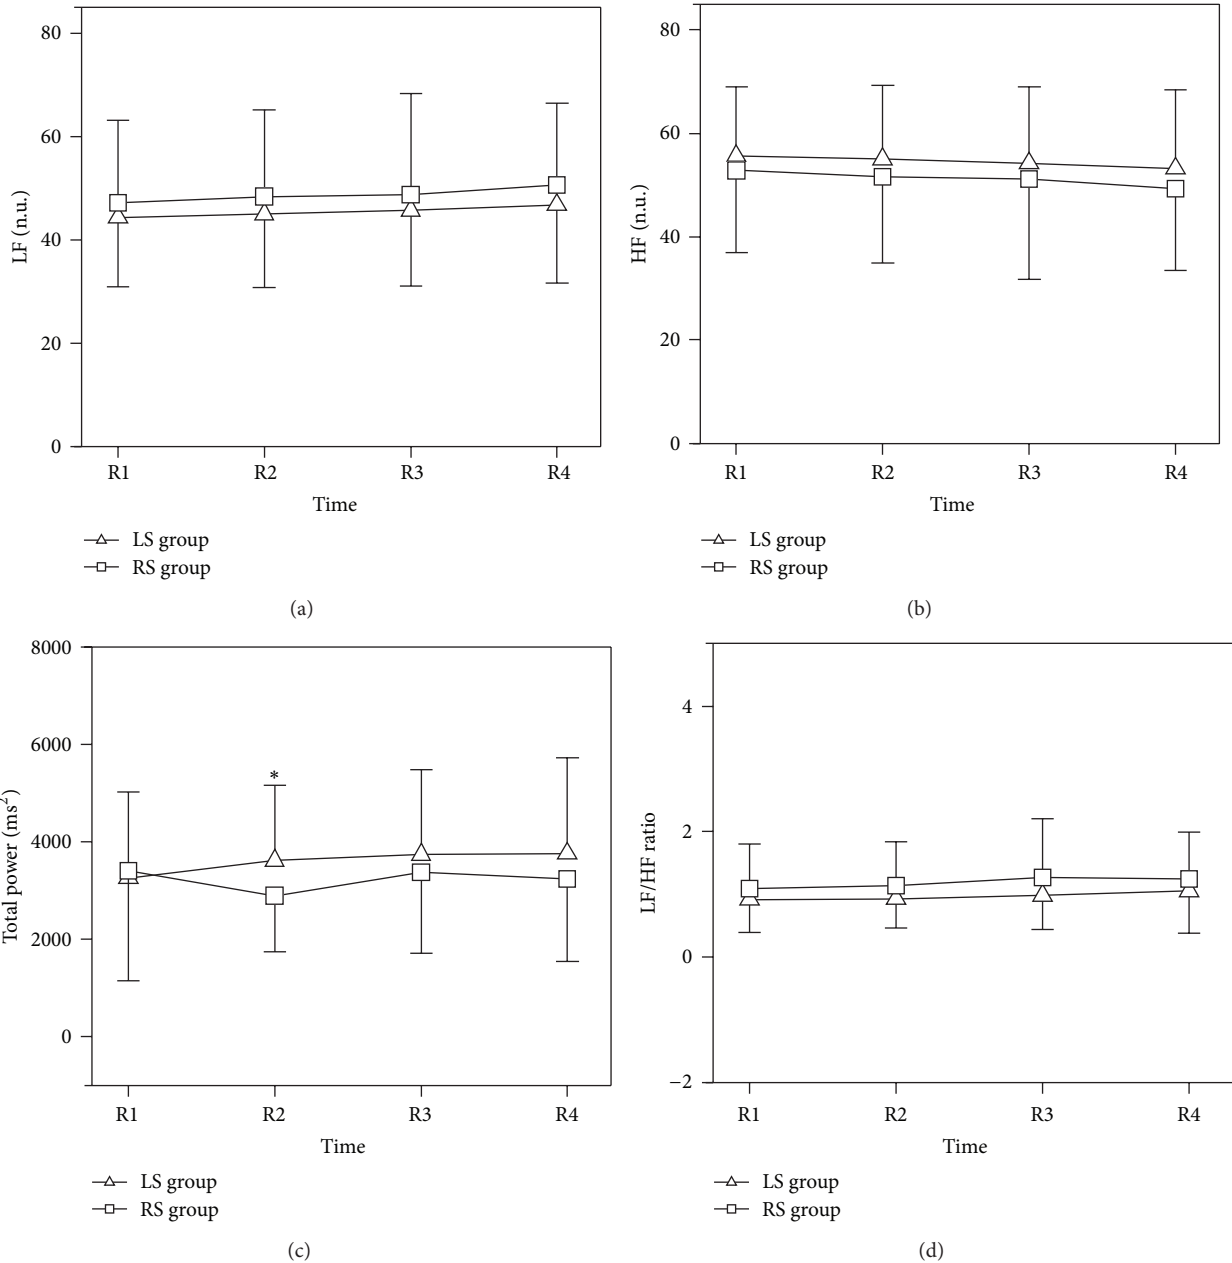 80
60
40
20
0
LF (n.u.)
R1 R2 R3 R4
Time
LS group
RS group
(a)
80
60
40
20
0
HF (n.u.)
R1 R2 R3 R4
Time
LS group
RS group
(b)
8000
6000
4000
2000
0
Total power (ms²)
*
R1 R2 R3 R4
Time
LS group
RS group
(c)
4
2
0
−2
LF/HF ratio
R1 R2 R3 R4
Time
LS group
RS group
(d)